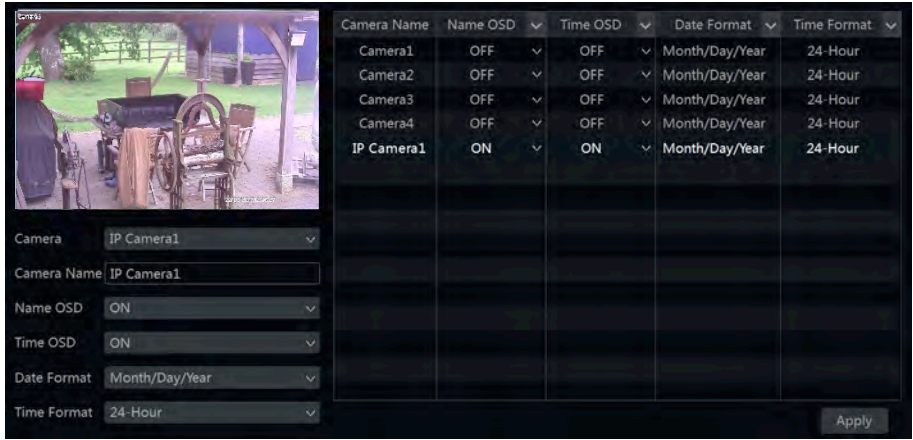 Camera Name Name OSD Time OSD Date Format Time Format
Camera1 OFF OFF Month/Day/Year 24-Hour
Camera2 OFF OFF Month/Day/Year 24-Hour
Camera3 OFF OFF Month/Day/Year 24-Hour
Camera4 OFF OFF Month/Day/Year 24-Hour
IP Camera1 ON ON Month/Day/Year 24-Hour
Camera IP Camera1
Camera Name IP Camera1
Name OSD ON
Time OSD ON
Date Format Month/Day/Year
Time Format 24-Hour
Apply